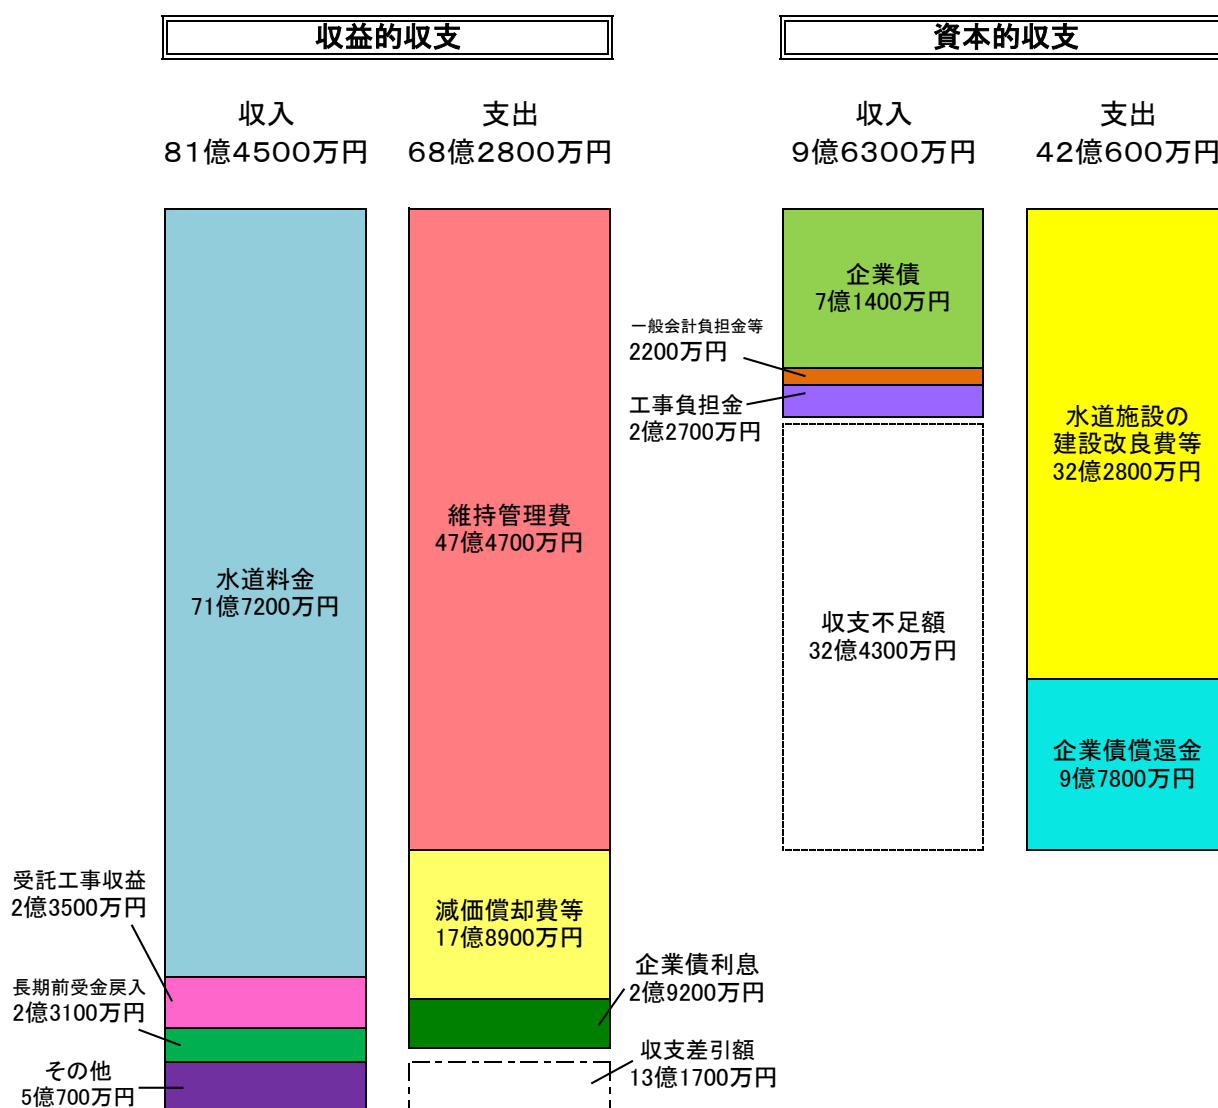 収益的収支
資本的収支
収入
81億4500万円
支出
68億2800万円
収入
9億6300万円
支出
42億600万円
水道料金
71億7200万円
受託工事収益
2億3500万円
長期前受金戻入
2億3100万円
その他
5億700万円
維持管理費
47億4700万円
減価償却費等
17億8900万円
企業債利息
2億9200万円
収支差引額
13億1700万円
企業債
7億1400万円
一般会計負担金等
2200万円
工事負担金
2億2700万円
収支不足額
32億4300万円
水道施設の
建設改良費等
32億2800万円
企業債償還金
9億7800万円